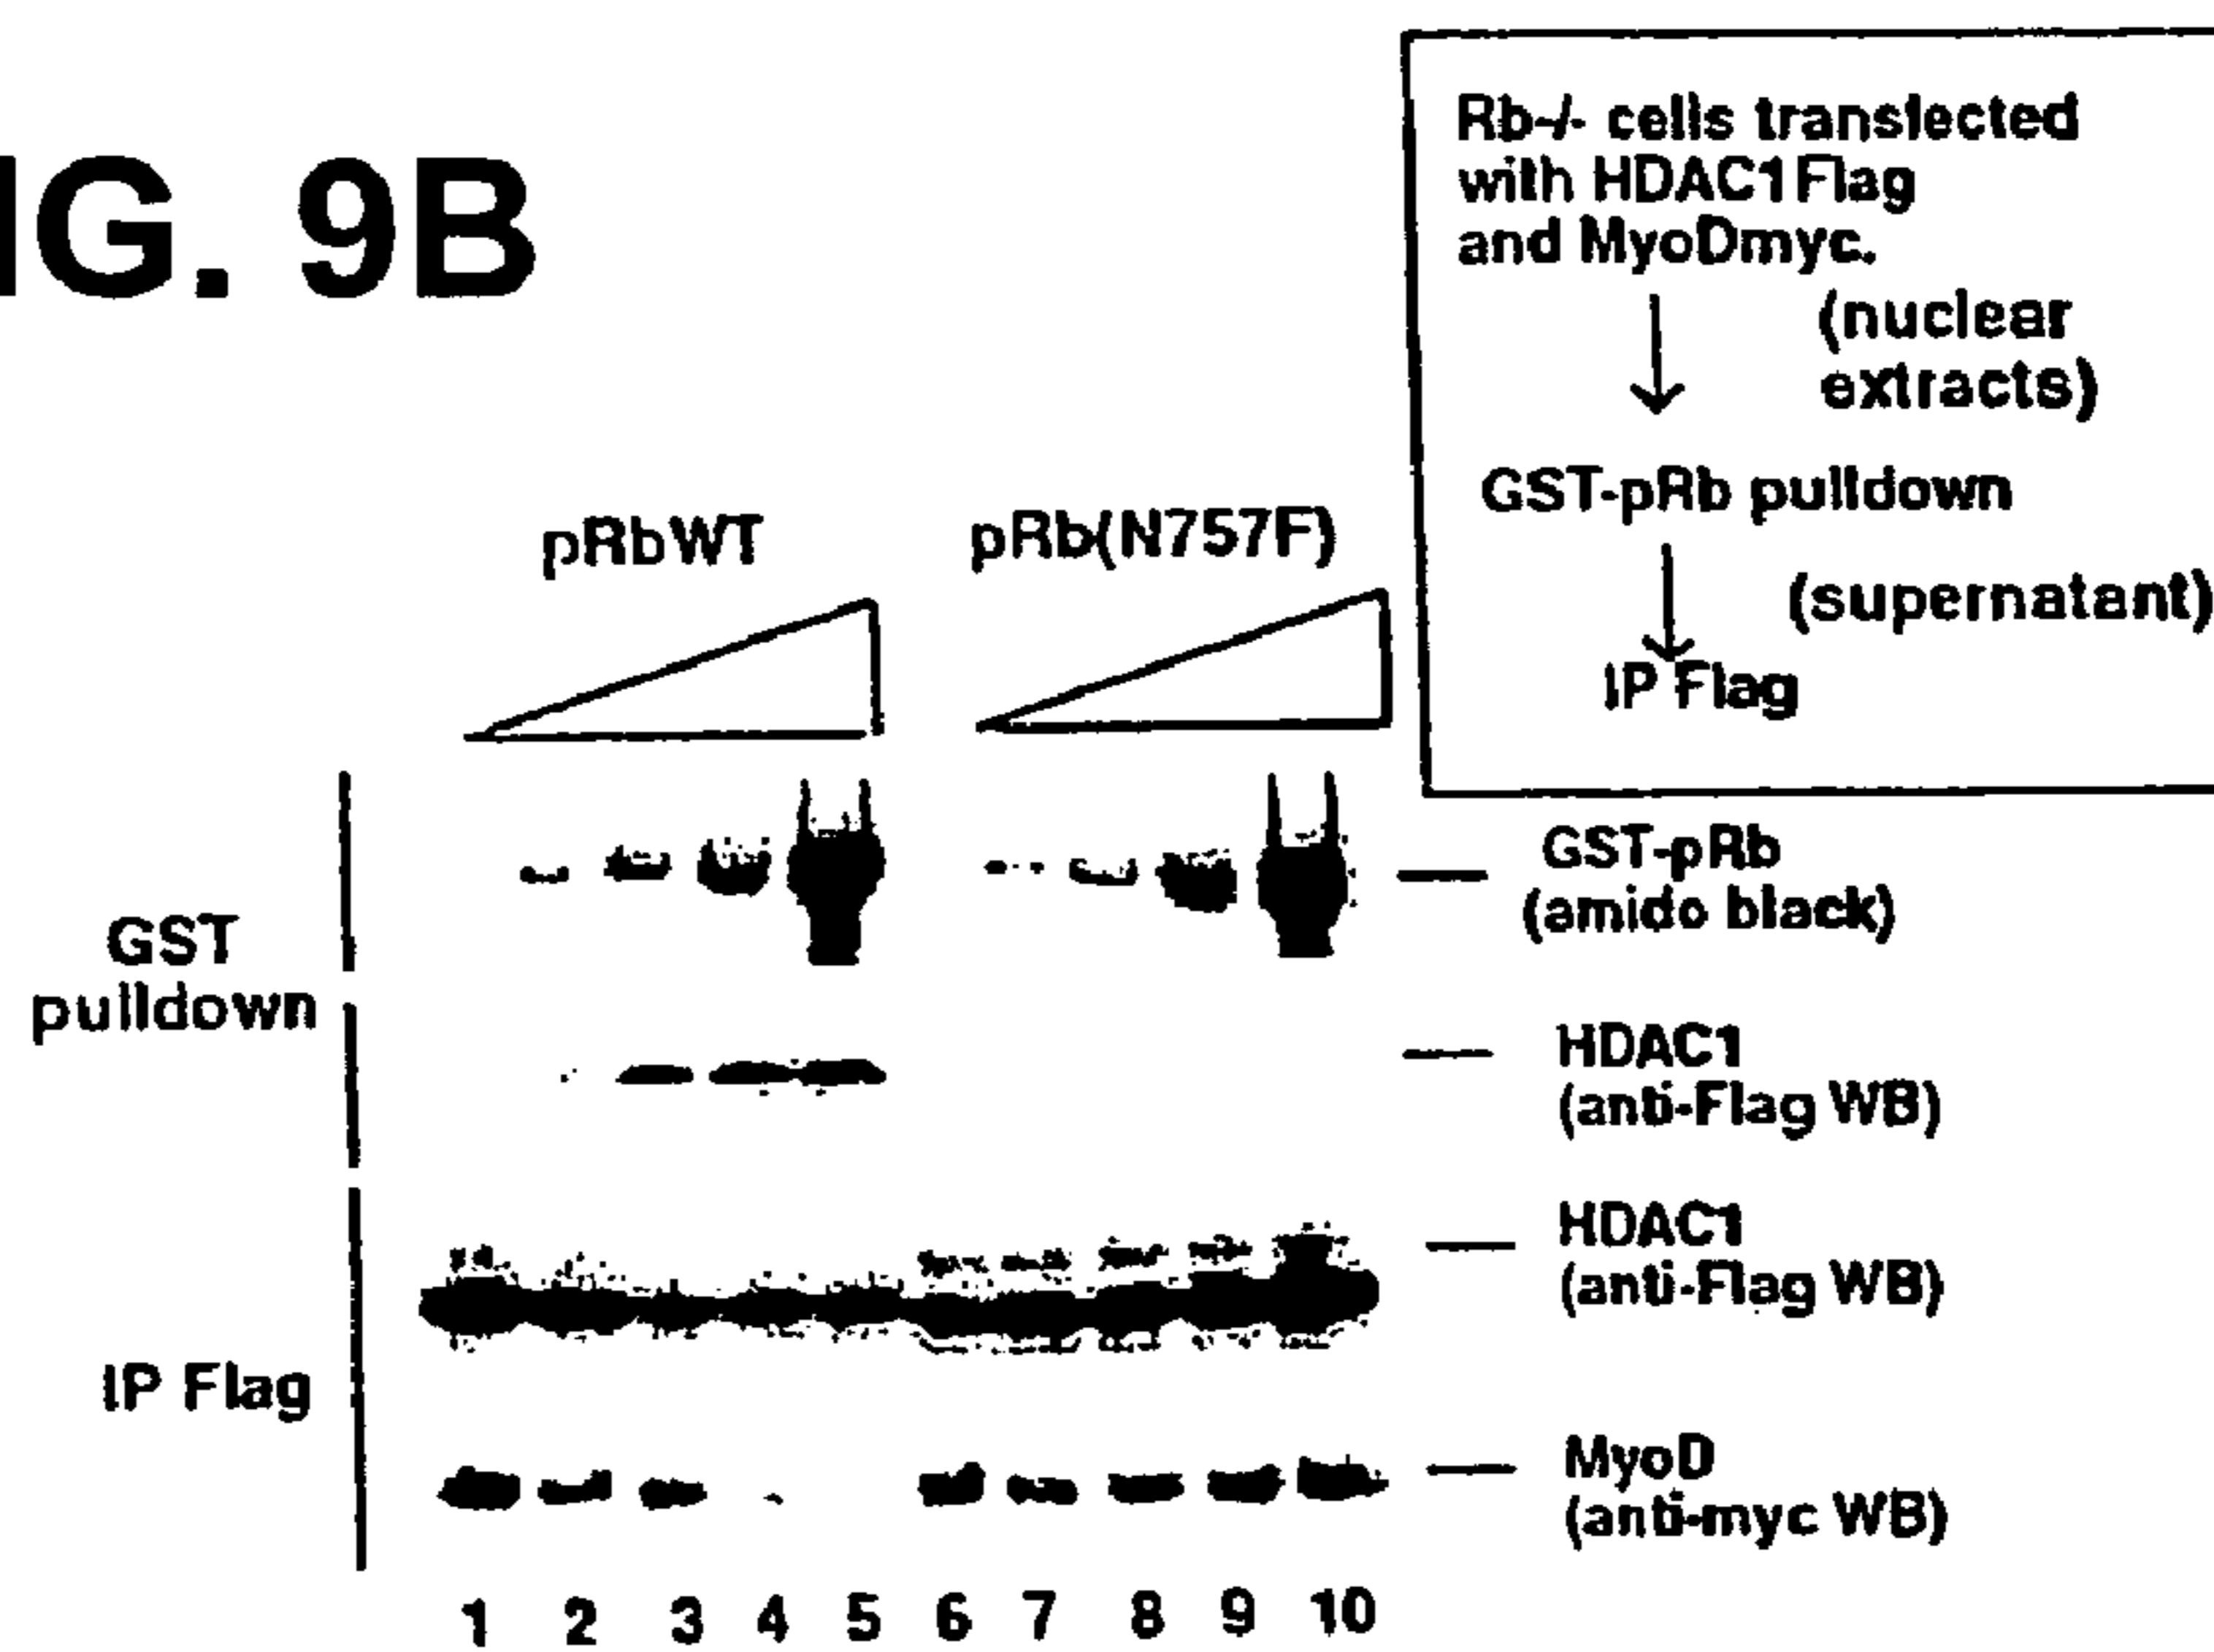 IG. 9B
Rb-/- cells transfected
with HDAC1Flag
and MyoDmyc.
(nuclear
extracts)
GST-pRb pulldown
(supernatant)
IP Flag
pRbWT
pRb(N757F)
GST
pulldown
GST-pRb
(amido black)
HDAC1
(anti-Flag WB)
HDAC1
(anti-Flag WB)
IP Flag
MyoD
(anti-myc WB)
1 2 3 4 5 6 7 8 9 10